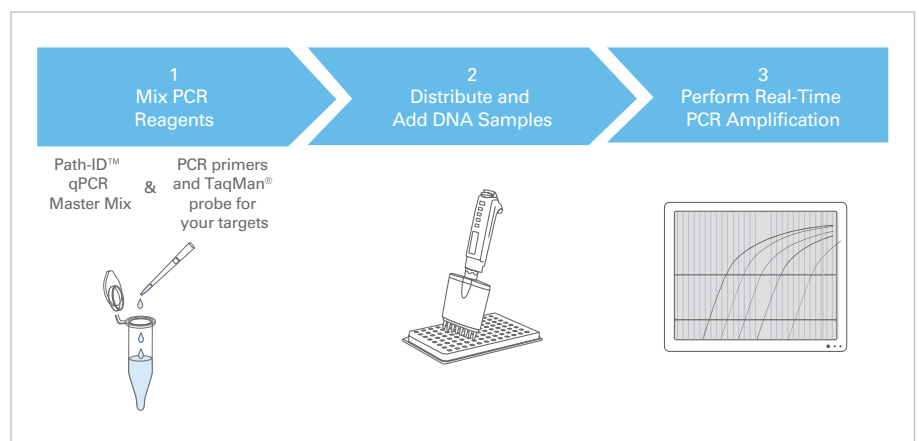 1
Mix PCR
Reagents
2
Distribute and
Add DNA Samples
3
Perform Real-Time
PCR Amplification
Path-ID™
qPCR
Master Mix
&
PCR primers
and TaqMan®
probe for
your targets